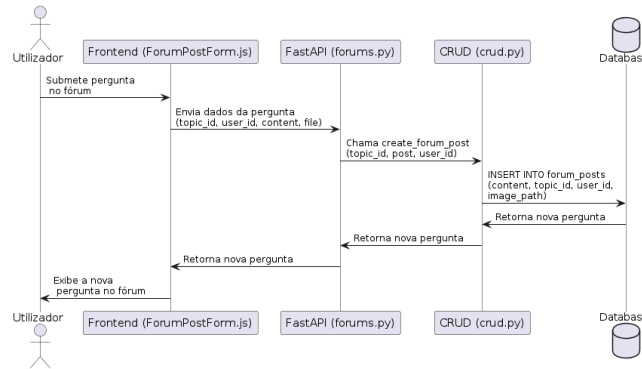 Utilizador
Frontend (ForumPostForm.js)
FastAPI (forums.py)
CRUD (crud.py)
Databas
Submete pergunta
no fórum
Envia dados da pergunta
(topic_id, user_id, content, file)
Chama create_forum_post
(topic_id, post, user_id)
INSERT INTO forum_posts
(content, topic_id, user_id,
image_path)
Retorna nova pergunta
Retorna nova pergunta
Retorna nova pergunta
Exibe a nova
pergunta no fórum
Utilizador
Frontend (ForumPostForm.js)
FastAPI (forums.py)
CRUD (crud.py)
Databas